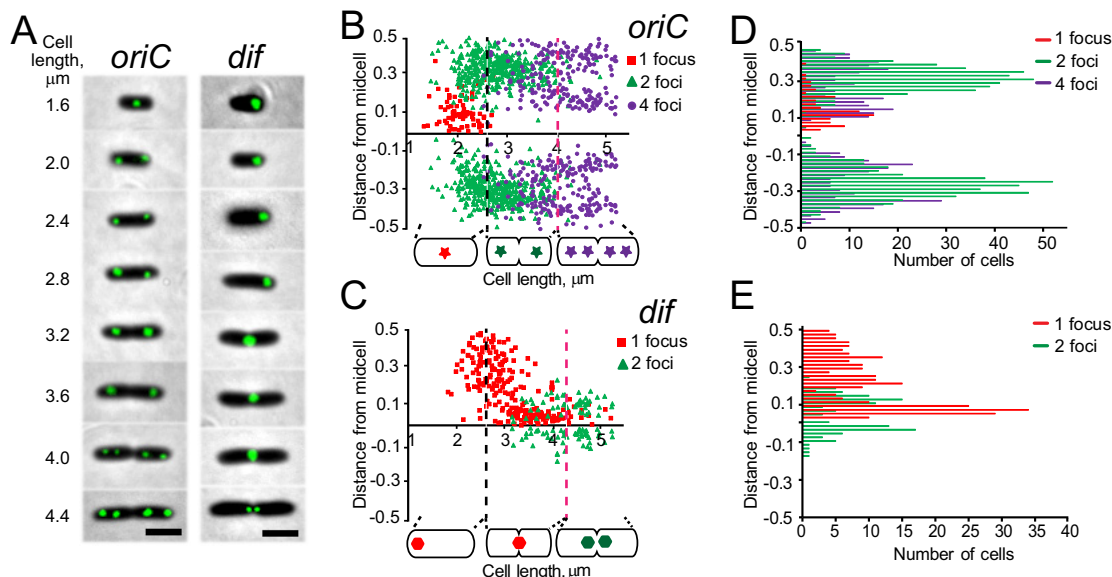 A
Cell
length,
μm
oriC
dif
1.6
2.0
2.4
2.8
3.2
3.6
4.0
4.4
B
oriC
1 focus
2 foci
4 foci
Distance from midcell
0.5
0.3
0.1
-0.1
-0.3
-0.5
1 2 3 4 5
Cell length, μm
C
dif
1 focus
2 foci
Distance from midcell
0.5
0.3
0.1
-0.1
-0.3
-0.5
1 2 3 4 5
Cell length, μm
D
1 focus
2 foci
4 foci
Distance from midcell
0.5
0.3
0.1
-0.1
-0.3
-0.5
0 10 20 30 40 50
Number of cells
E
1 focus
2 foci
Distance from midcell
0.5
0.3
0.1
-0.1
-0.3
-0.5
0 5 10 15 20 25 30 35 40
Number of cells